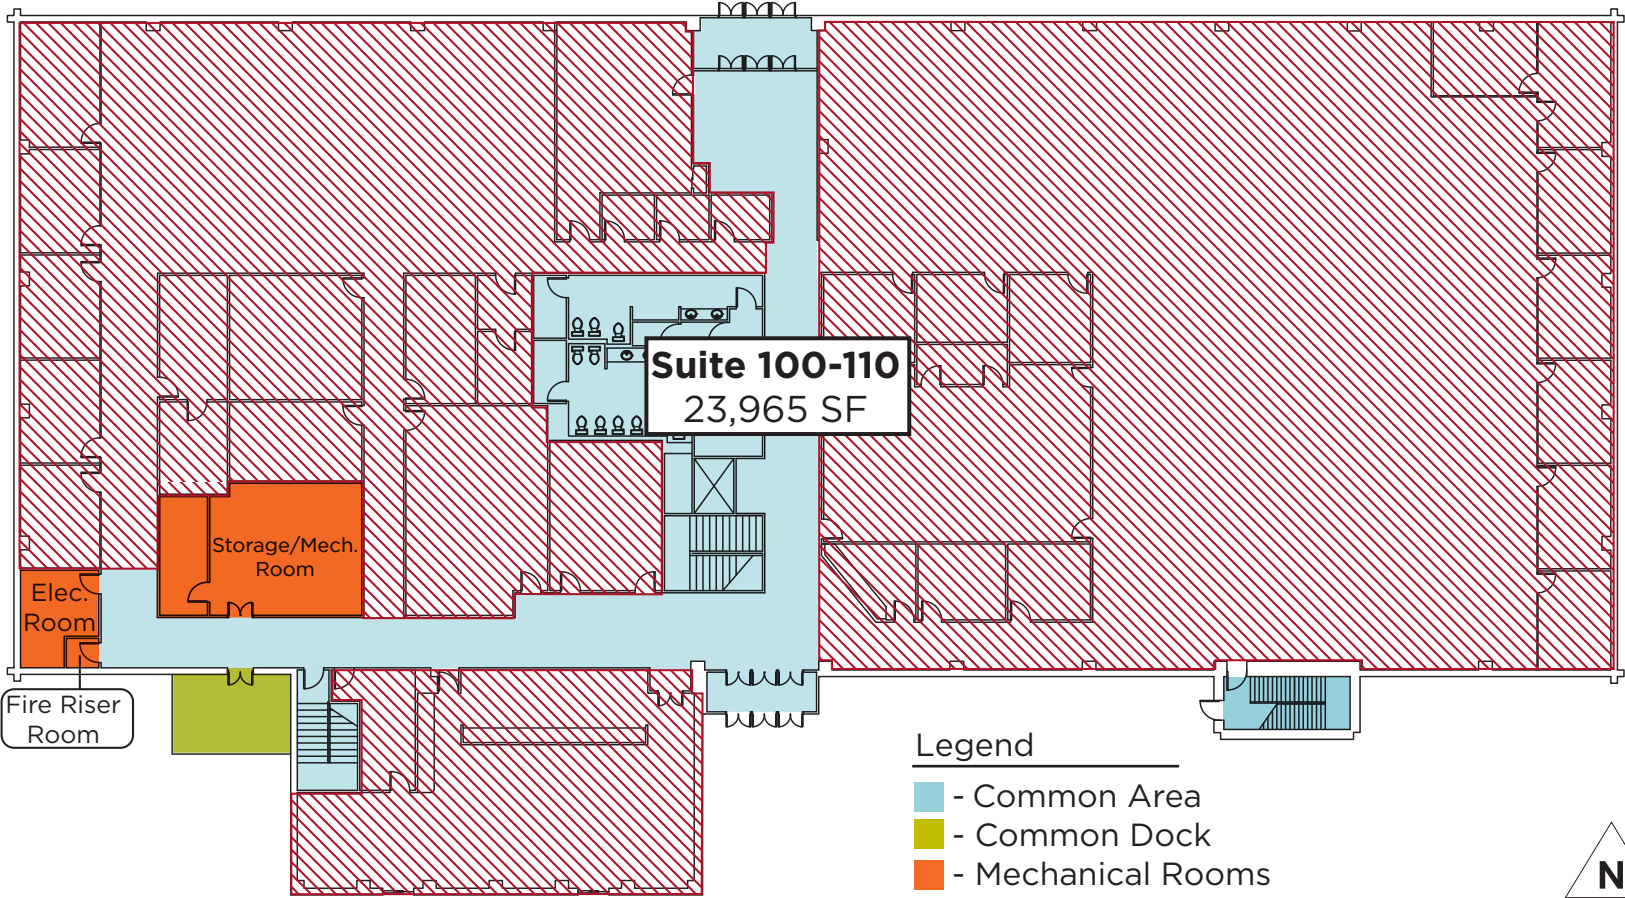 Suite 100-110
23,965 SF
Storage/Mech.
Room
Elec.
Room
Fire Riser
Room
Legend
- Common Area
- Common Dock
- Mechanical Rooms
N